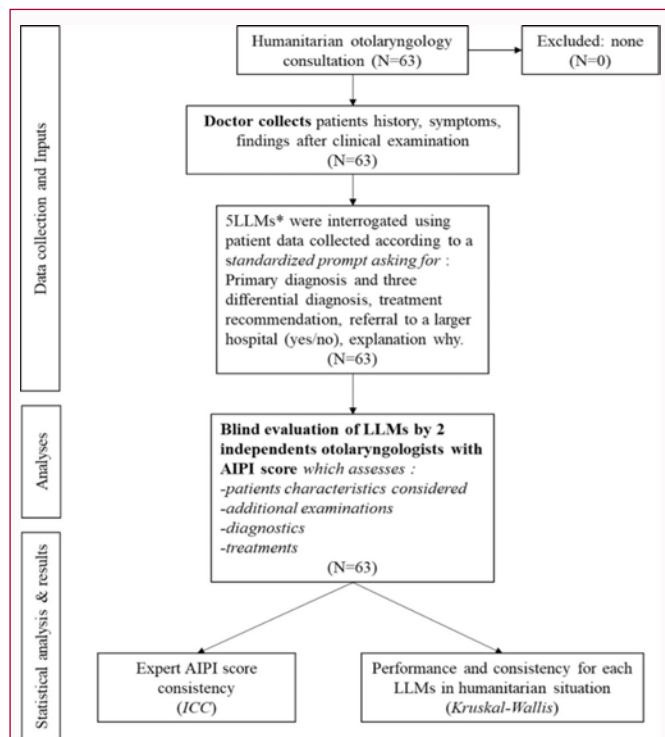 Humanitarian otolaryngology
consultation (N=63)
Excluded: none
(N=0)
Data collection and Inputs
Doctor collects patients history, symptoms,
findings after clinical examination
(N=63)
5LLMs* were interrogated using
patient data collected according to a
standardized prompt asking for :
Primary diagnosis and three
differential diagnosis, treatment
recommendation, referral to a larger
hospital (yes/no), explanation why.
(N=63)
Analyses
Blind evaluation of LLMs by 2
independents otolaryngologists with
AIPI score which assesses :
-patients characteristics considered
-additional examinations
-diagnostics
-treatments
(N=63)
Statistical analysis & results
Expert AIPI score
consistency
(ICC)
Performance and consistency for each
LLMs in humanitarian situation
(Kruskal-Wallis)